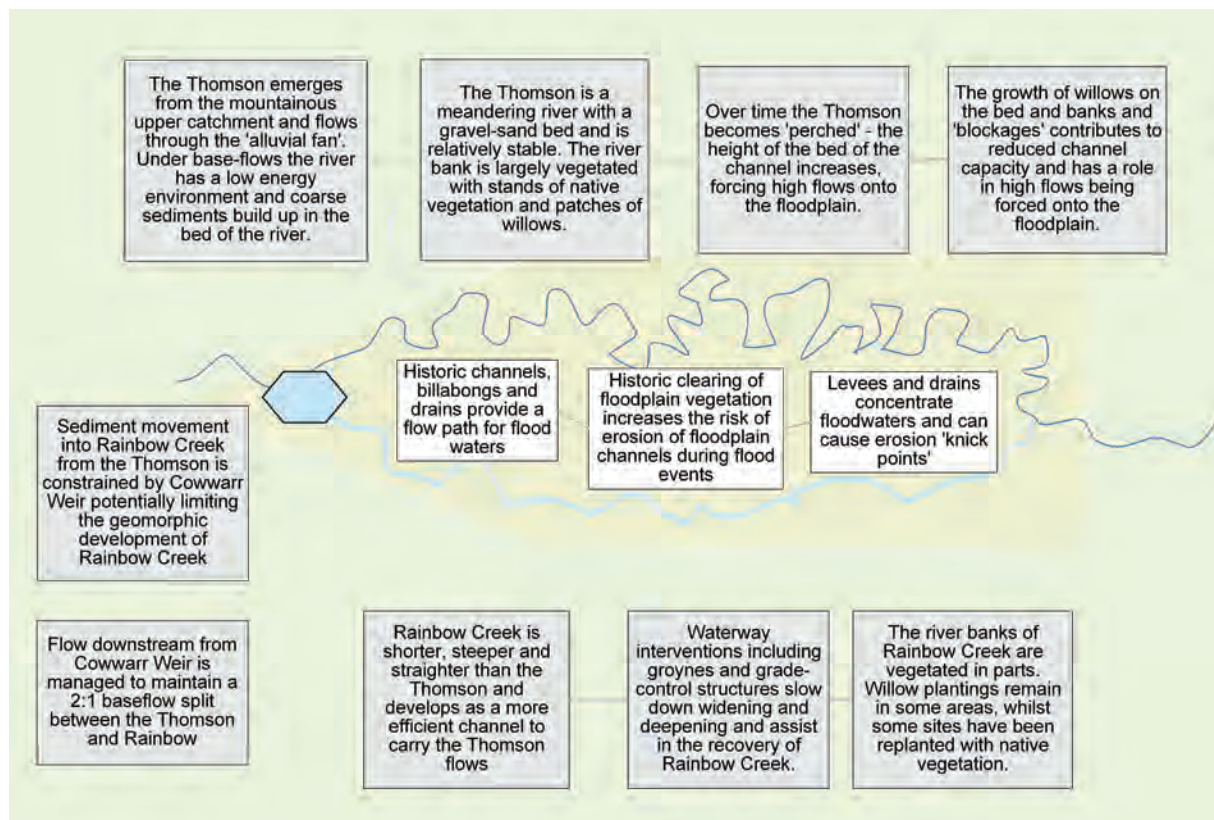 The Thomson emerges
from the mountainous
upper catchment and flows
through the 'alluvial fan'.
Under base-flows the river
has a low energy
environment and coarse
sediments build up in the
bed of the river.
The Thomson is a
meandering river with a
gravel-sand bed and is
relatively stable. The river
bank is largely vegetated
with stands of native
vegetation and patches of
willows.
Over time the Thomson
becomes 'perched' - the
height of the bed of the
channel increases,
forcing high flows onto
the floodplain.
The growth of willows on
the bed and banks and
'blockages' contributes to
reduced channel
capacity and has a role
in high flows being
forced onto the
floodplain.
Historic channels,
billabongs and
drains provide a
flow path for flood
waters
Historic clearing of
floodplain vegetation
increases the risk of
erosion of floodplain
channels during flood
events
Levees and drains
concentrate
floodwaters and can
cause erosion 'knick
points'
Sediment movement
into Rainbow Creek
from the Thomson is
constrained by Cowwarr
Weir potentially limiting
the geomorphic
development of
Rainbow Creek
Flow downstream from
Cowwarr Weir is
managed to maintain a
2:1 baseflow split
between the Thomson
and Rainbow
Rainbow Creek is
shorter, steeper and
straighter than the
Thomson and
develops as a more
efficient channel to
carry the Thomson
flows
Waterway
interventions including
groynes and grade-
control structures slow
down widening and
deepening and assist
in the recovery of
Rainbow Creek.
The river banks of
Rainbow Creek are
vegetated in parts.
Willow plantings remain
in some areas, whilst
some sites have been
replanted with native
vegetation.